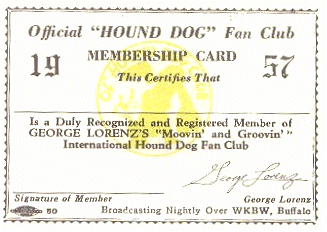 Official "HOUND DOG" Fan Club
MEMBERSHIP CARD
19 57
This Certifies That
Is a Duly Recognized and Registered Member of
GEORGE LORENZ'S "Moovin' and Groovin'"
International Hound Dog Fan Club
George Lorenz
Signature of Member George Lorenz
50 Broadcasting Nightly Over WKBW, Buffalo